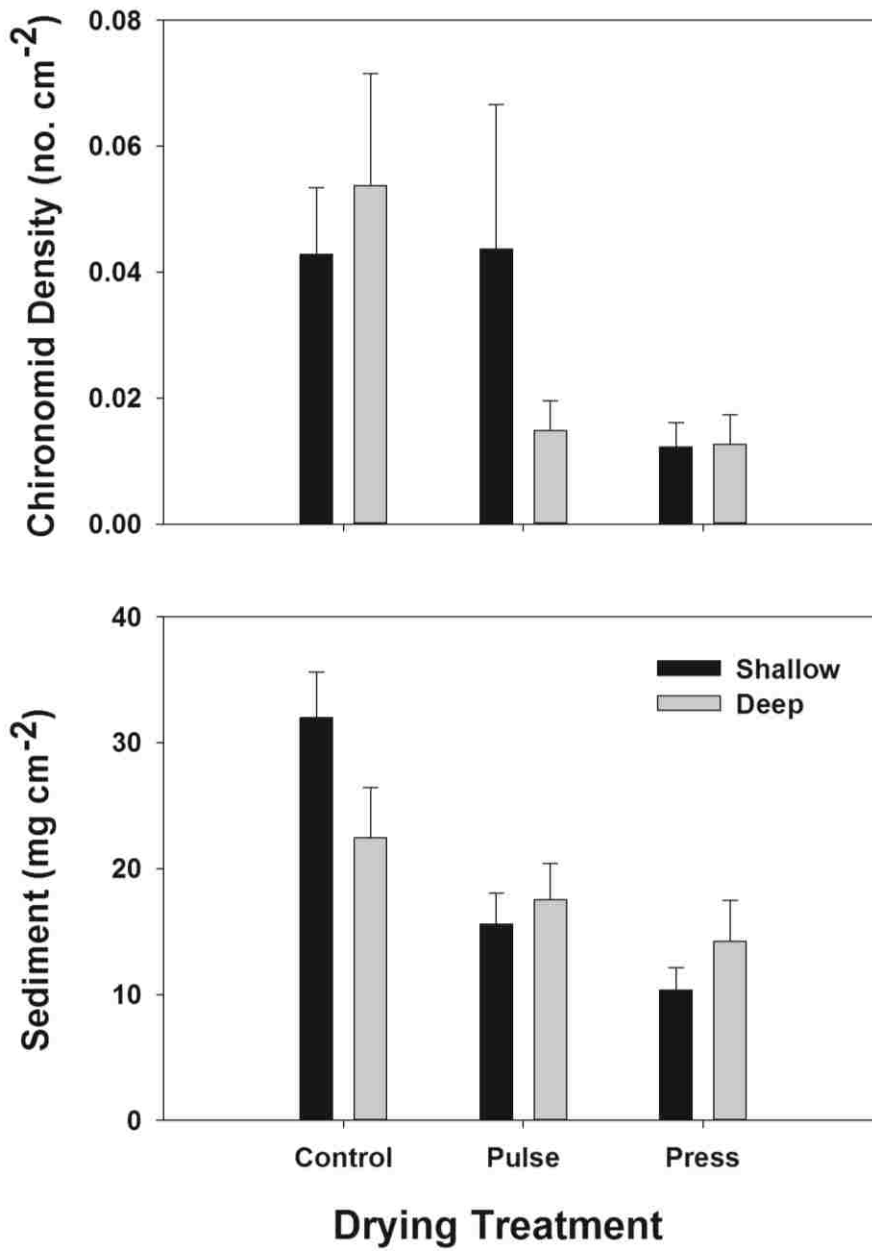 Chironomid Density (no. cm-2)
0.08
0.06
0.04
0.02
0.00
Sediment (mg cm-2)
40
30
20
10
0
Shallow
Deep
Control Pulse Press
Drying Treatment